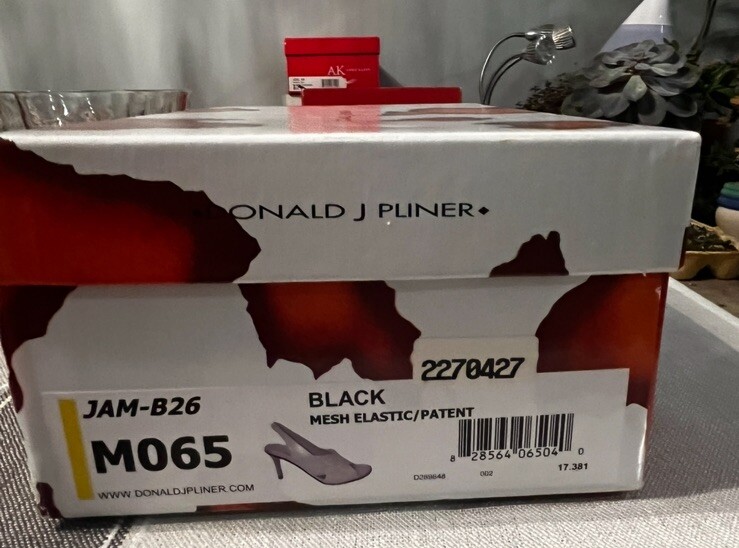 AK
DONALD J PLINER
2270427
JAM-B26
BLACK
MESH ELASTIC/PATENT
M065
8 28564 06504 0
WWW.DONALDJPLINER.COM
D289848
002
17.381